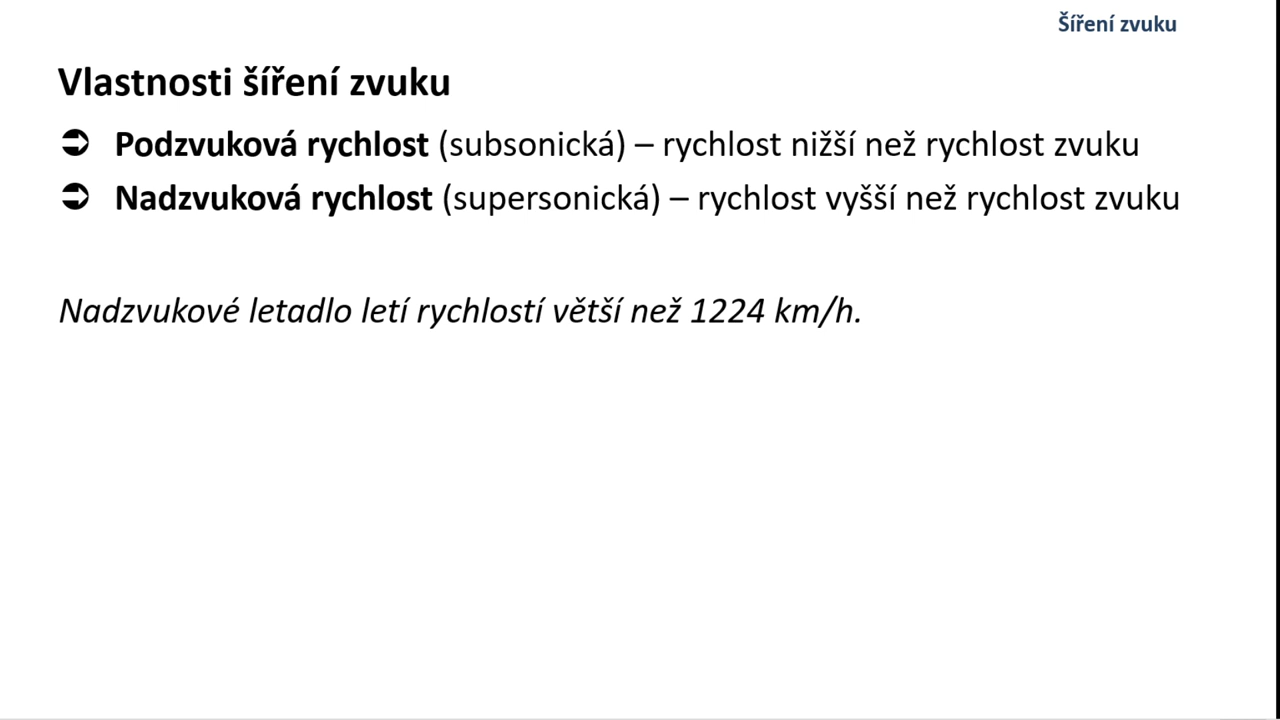 Šíření zvuku
Vlastnosti šíření zvuku
➲ Podzvuková rychlost (subsonická) – rychlost nižší než rychlost zvuku
➲ Nadzvuková rychlost (supersonická) – rychlost vyšší než rychlost zvuku
Nadzvukové letadlo letí rychlostí větší než 1224 km/h.